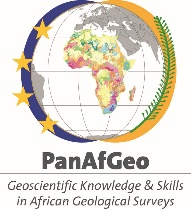 PanAfGeo
Geoscientific Knowledge & Skills
in African Geological Surveys